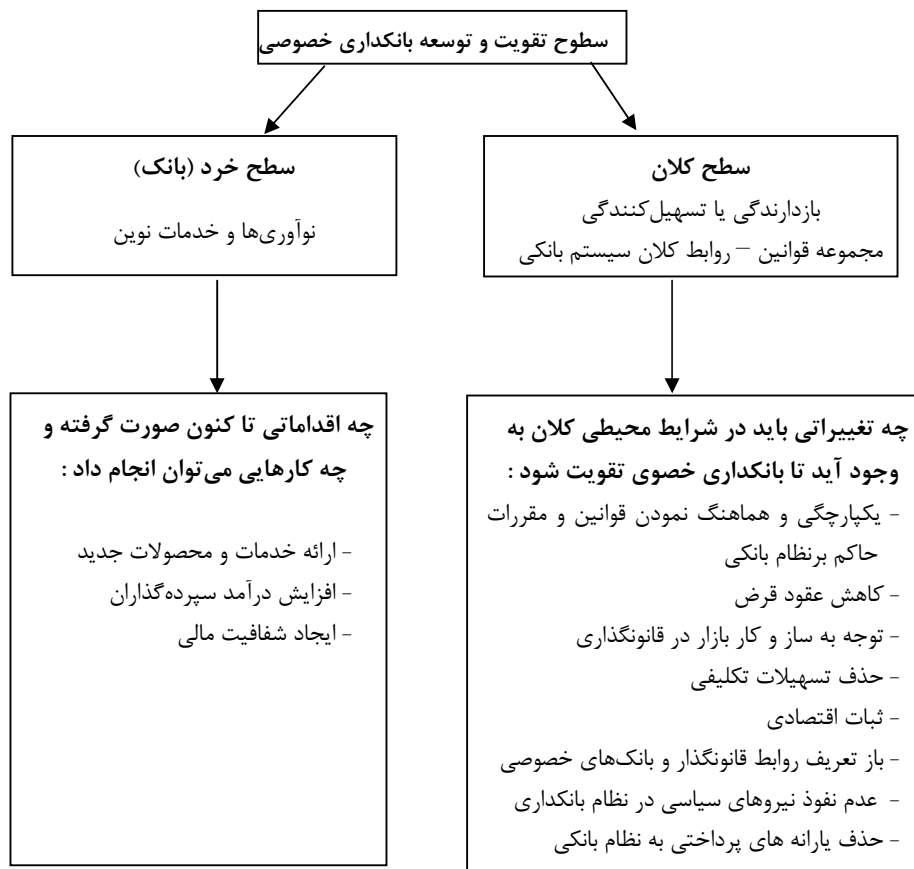 سطوح تقویت و توسعه بانکداری خصوصی
سطح کلان
بازدارندگی یا تسهیل‌کنندگی
مجموعه قوانین – روابط کلان سیستم بانکی
سطح خرد (بانک)
نوآوری‌ها و خدمات نوین
چه تغییراتی باید در شرایط محیطی کلان به
وجود آید تا بانکداری خصوی تقویت شود :
- یکپارچگی و هماهنگ نمودن قوانین و مقررات
حاکم برنظام بانکی
- کاهش عقود قرض
- توجه به ساز و کار بازار در قانونگذاری
- حذف تسهیلات تکلیفی
- ثبات اقتصادی
- باز تعریف روابط قانونگذار و بانک‌های خصوصی
- عدم نفوذ نیروهای سیاسی در نظام بانکداری
- حذف یارانه های پرداختی به نظام بانکی
چه اقداماتی تا کنون صورت گرفته و
چه کارهایی می‌توان انجام داد :
- ارائه خدمات و محصولات جدید
- افزایش درآمد سپرده‌گذاران
- ایجاد شفافیت مالی